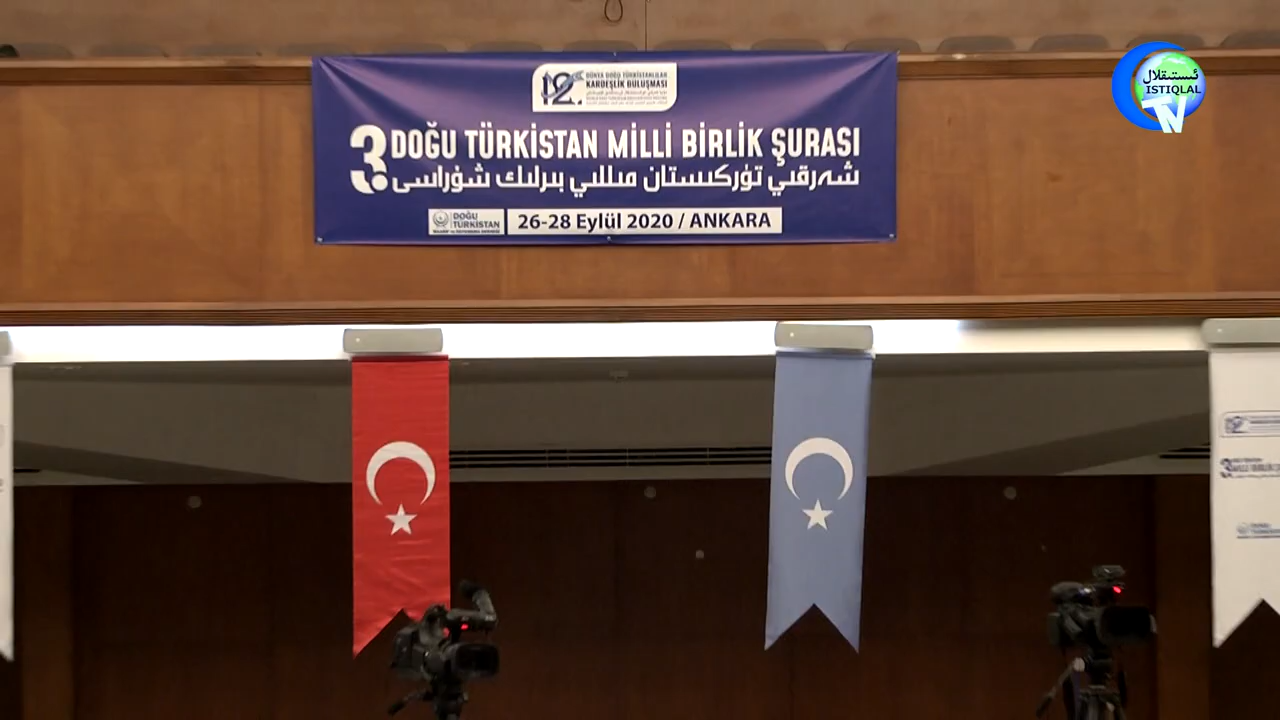 12. DÜNYA DOĞU TÜRKİSTANLILAR
KARDEŞLİK BULUŞMASI
3. DOĞU TÜRKİSTAN MİLLİ BİRLİK ŞURASI
شەرقىي تۈركىستان مىللىي بىرلىك شۇراسى
DOĞU
TÜRKİSTAN
26-28 Eylül 2020 / ANKARA
ئىستىقلال
ISTIQLAL
N